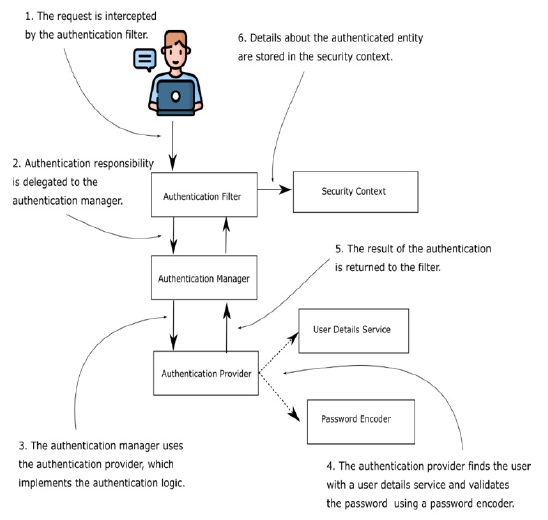 1. The request is intercepted
by the authentication filter.
6. Details about the authenticated entity
are stored in the security context.
2. Authentication responsibility
is delegated to the
authentication manager.
Authentication Filter
Security Context
5. The result of the authentication
is returned to the filter.
Authentication Manager
User Details Service
Authentication Provider
Password Encoder
3. The authentication manager uses
the authentication provider, which
implements the authentication logic.
4. The authentication provider finds the user
with a user details service and validates
the password using a password encoder.